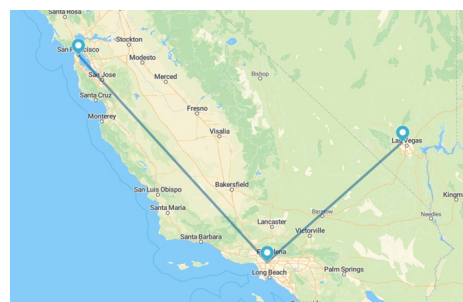 Santa Rosa
Stockton
San Francisco
Modesto
San Jose
Merced
Bishop
Santa Cruz
Fresno
Monterey
Visalia
Las Vegas
San Luis Obispo
Bakersfield
Kingm
Santa Maria
Barstow
Needles
Lancaster
Victorville
Santa Barbara
Long Beach
Palm Springs